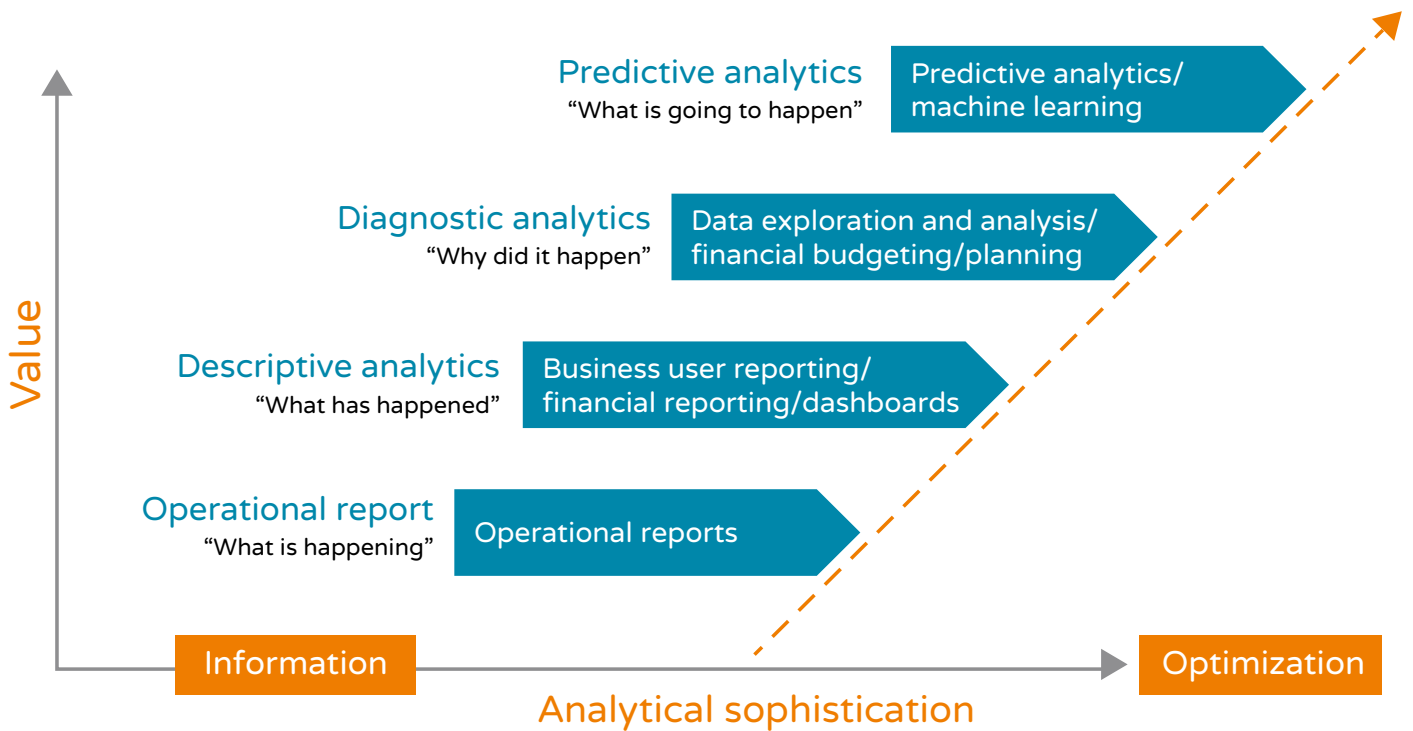 Predictive analytics
“What is going to happen”
Predictive analytics/
machine learning
Diagnostic analytics
“Why did it happen”
Data exploration and analysis/
financial budgeting/planning
Descriptive analytics
“What has happened”
Business user reporting/
financial reporting/dashboards
Operational report
“What is happening”
Operational reports
Value
Information
Optimization
Analytical sophistication